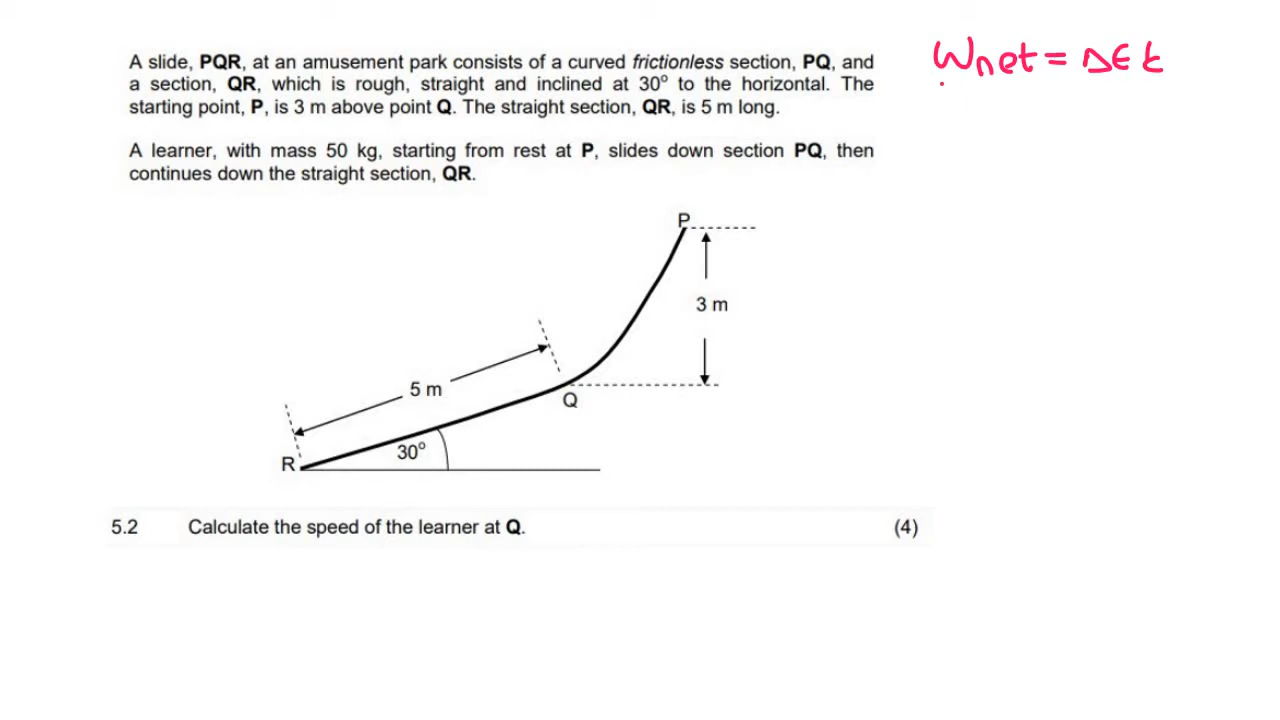 A slide, PQR, at an amusement park consists of a curved frictionless section, PQ, and
a section, QR, which is rough, straight and inclined at 30° to the horizontal. The
starting point, P, is 3 m above point Q. The straight section, QR, is 5 m long.
A learner, with mass 50 kg, starting from rest at P, slides down section PQ, then
continues down the straight section, QR.
Wnet = ΔEk
P
3 m
5 m
Q
30°
R
5.2 Calculate the speed of the learner at Q. (4)